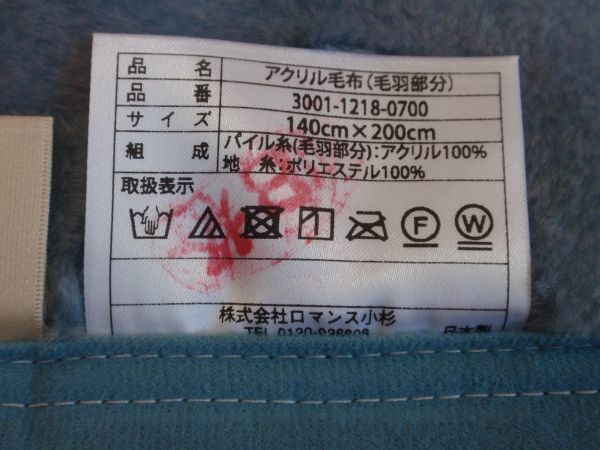 品名 アクリル毛布(毛羽部分)
品番 3001-1218-0700
サイズ 140cm×200cm
組成 パイル糸(毛羽部分):アクリル100%
地糸:ポリエステル100%
取扱表示
F W
株式会社ロマンス小杉
TEL 0120-926606 日本製